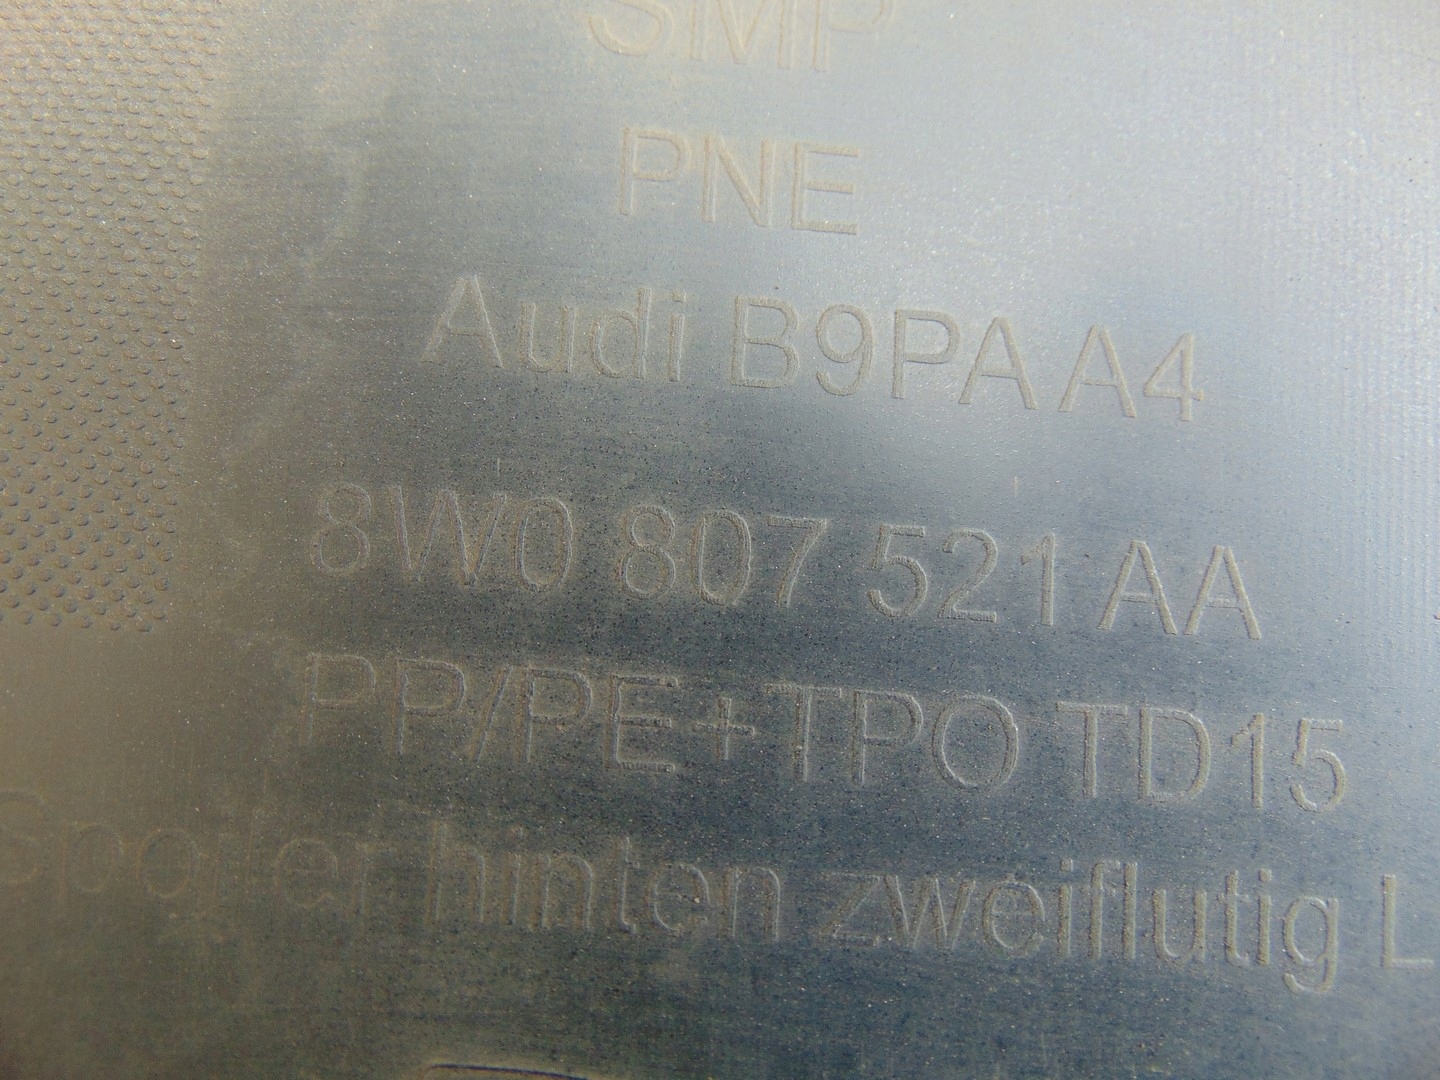 SMP
PNE
Audi B9PA A4
8W0 807 521 AA
PP/PE+TPO TD15
Spoiler hinten zweiflutig L